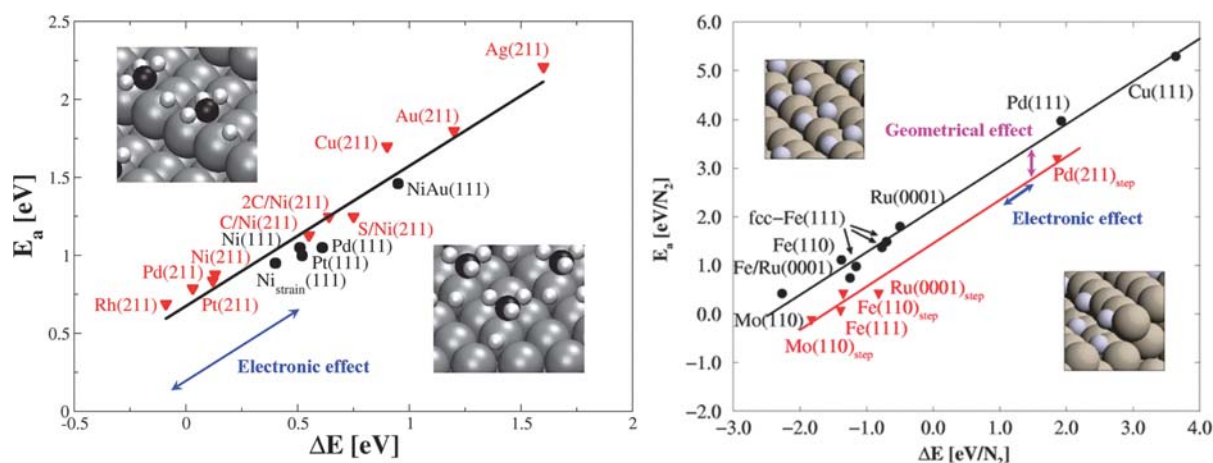 2.5
2
1.5
1
0.5
0
-0.5
0
0.5
1
1.5
2
Eₐ [eV]
ΔE [eV]
Ag(211)
Au(211)
Cu(211)
NiAu(111)
2C/Ni(211)
C/Ni(211)
S/Ni(211)
Ni(111)
Pd(111)
Ni(211)
Pt(111)
Pd(211)
Ni_strain(111)
Rh(211)
Pt(211)
Electronic effect
6.0
5.0
4.0
3.0
2.0
1.0
0.0
−1.0
−2.0
−3.0
−2.0
−1.0
0.0
1.0
2.0
3.0
4.0
Eₐ [eV/N₂]
ΔE [eV/N₂]
Cu(111)
Pd(111)
Geometrical effect
Pd(211)step
Ru(0001)
Electronic effect
fcc−Fe(111)
Fe(110)
Fe/Ru(0001)
Ru(0001)step
Mo(110)
Fe(110)step
Fe(111)
Mo(110)step